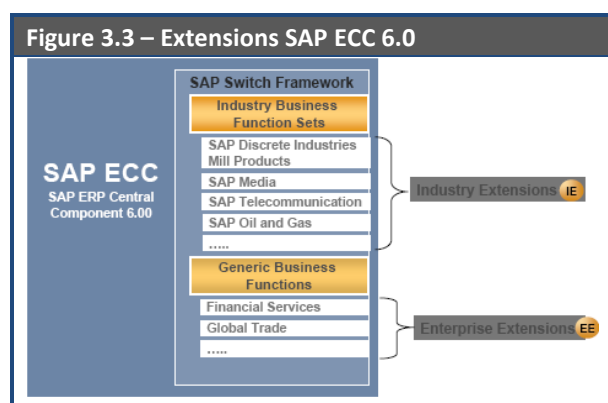 Figure 3.3 – Extensions SAP ECC 6.0
SAP ECC
SAP ERP Central
Component 6.00
SAP Switch Framework
Industry Business
Function Sets
SAP Discrete Industries
Mill Products
SAP Media
SAP Telecommunication
SAP Oil and Gas
.....
Industry Extensions IE
Generic Business
Functions
Financial Services
Global Trade
.....
Enterprise Extensions EE